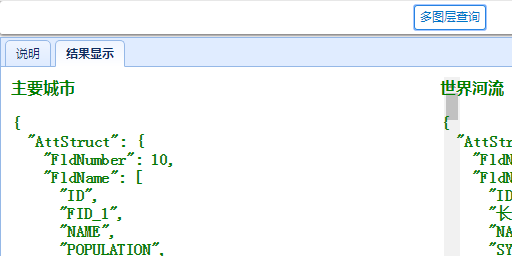 多图层查询
说明
结果显示
主要城市
{
"AttStruct": {
"FldNumber": 10,
"FldName": [
"ID",
"FID_1",
"NAME",
"POPULATION",
世界河流
{
"AttStr
"FldN
"FldN
"ID
"长
"NA
"SY